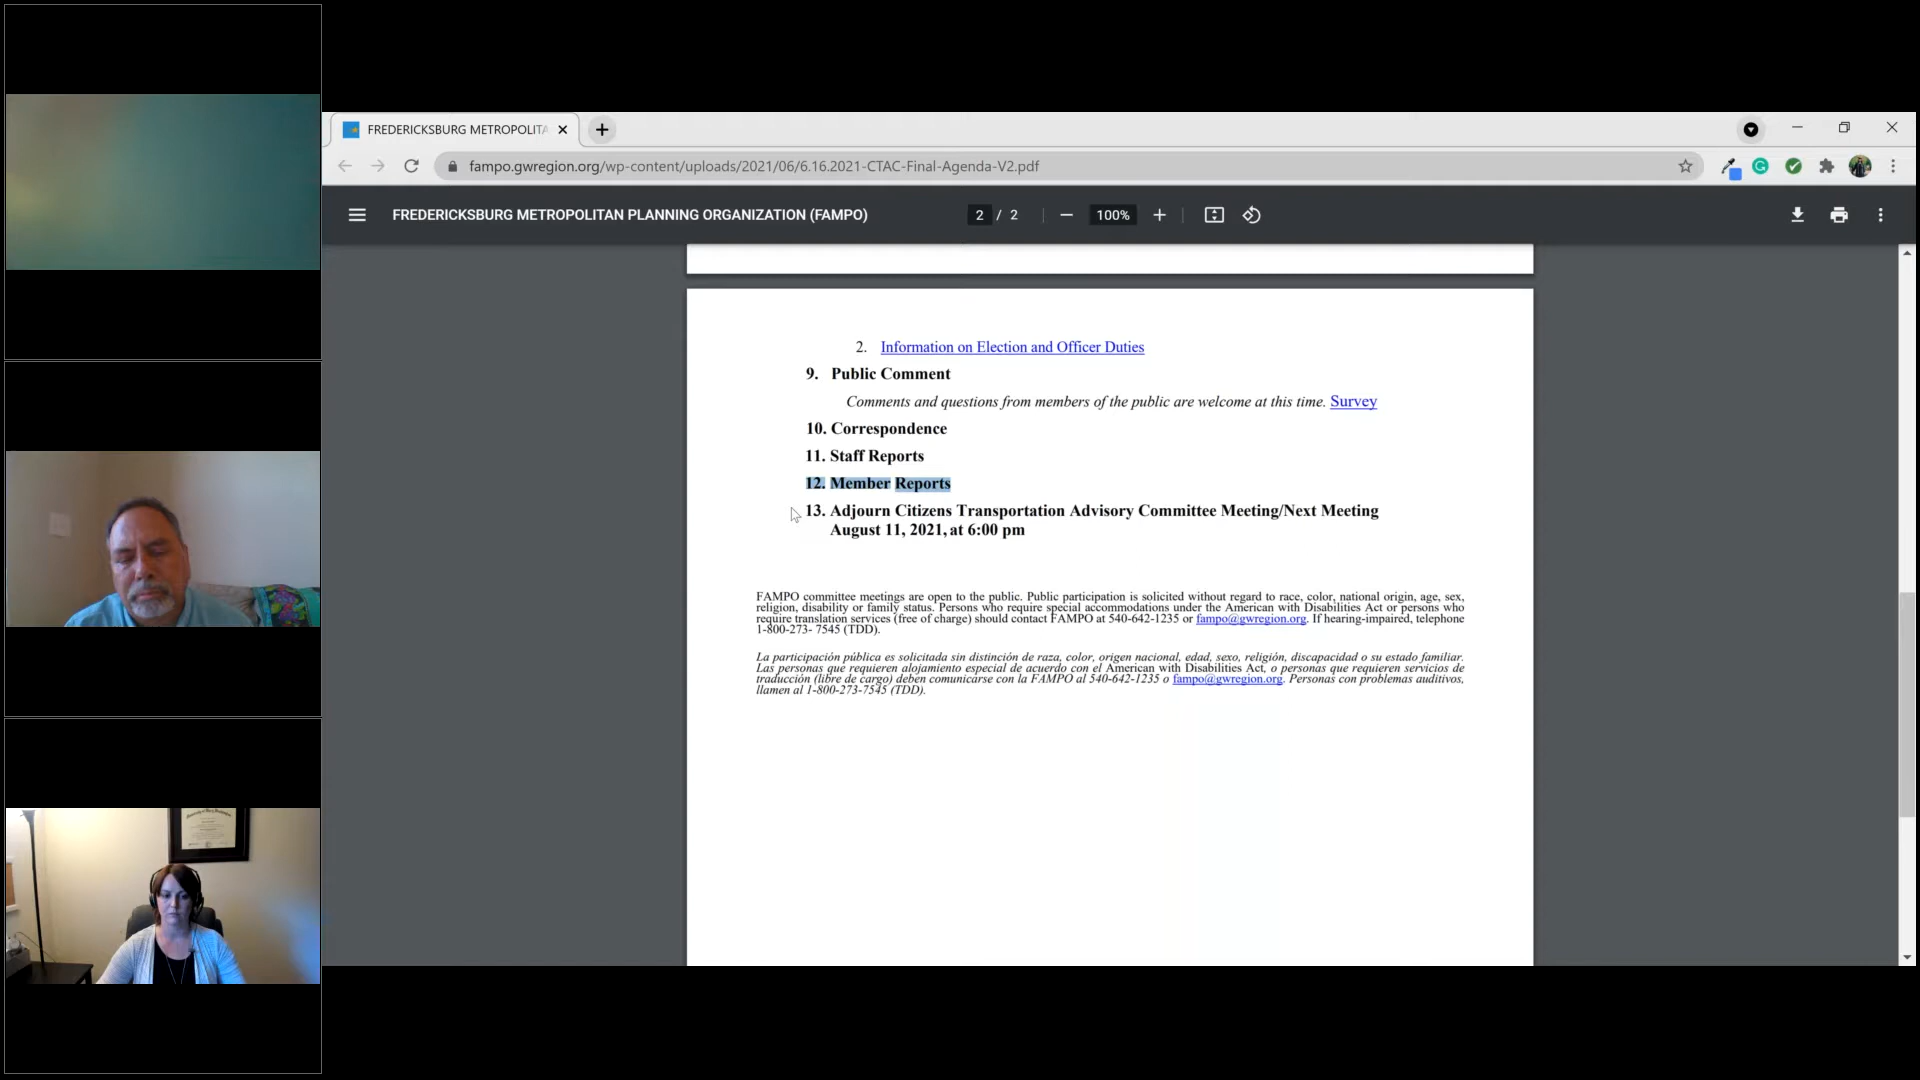 FREDERICKSBURG METROPOLITA
fampo.gwregion.org/wp-content/uploads/2021/06/6.16.2021-CTAC-Final-Agenda-V2.pdf
FREDERICKSBURG METROPOLITAN PLANNING ORGANIZATION (FAMPO)
2 / 2
100%
2. Information on Election and Officer Duties
9. Public Comment
Comments and questions from members of the public are welcome at this time. Survey
10. Correspondence
11. Staff Reports
12. Member Reports
13. Adjourn Citizens Transportation Advisory Committee Meeting/Next Meeting
August 11, 2021, at 6:00 pm
FAMPO committee meetings are open to the public. Public participation is solicited without regard to race, color, national origin, age, sex,
religion, disability or family status. Persons who require special accommodations under the American with Disabilities Act or persons who
require translation services (free of charge) should contact FAMPO at 540-642-1235 or fampo@gwregion.org. If hearing-impaired, telephone
1-800-273- 7545 (TDD).
La participación pública es solicitada sin distinción de raza, color, origen nacional, edad, sexo, religión, discapacidad o su estado familiar.
Las personas que requieren alojamiento especial de acuerdo con el American with Disabilities Act, o personas que requieren servicios de
traducción (libre de cargo) deben comunicarse con la FAMPO al 540-642-1235 o fampo@gwregion.org. Personas con problemas auditivos,
llamen al 1-800-273-7545 (TDD).